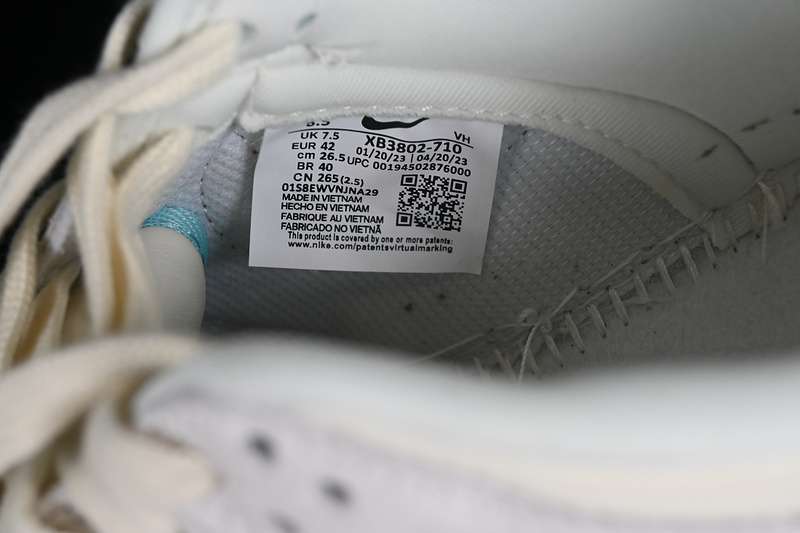 8.5
UK 7.5
EUR 42
cm 26.5
BR 40
CN 265(2.5)
VH
XB3802-710
01/20/23 | 04/20/23
UPC 00194502876000
01S8EWVNJNA29
MADE IN VIETNAM
HECHO EN VIETNAM
FABRIQUE AU VIETNAM
FABRICADO NO VIETNÃ
This product is covered by one or more patents:
www.nike.com/patentsvirtualmarking